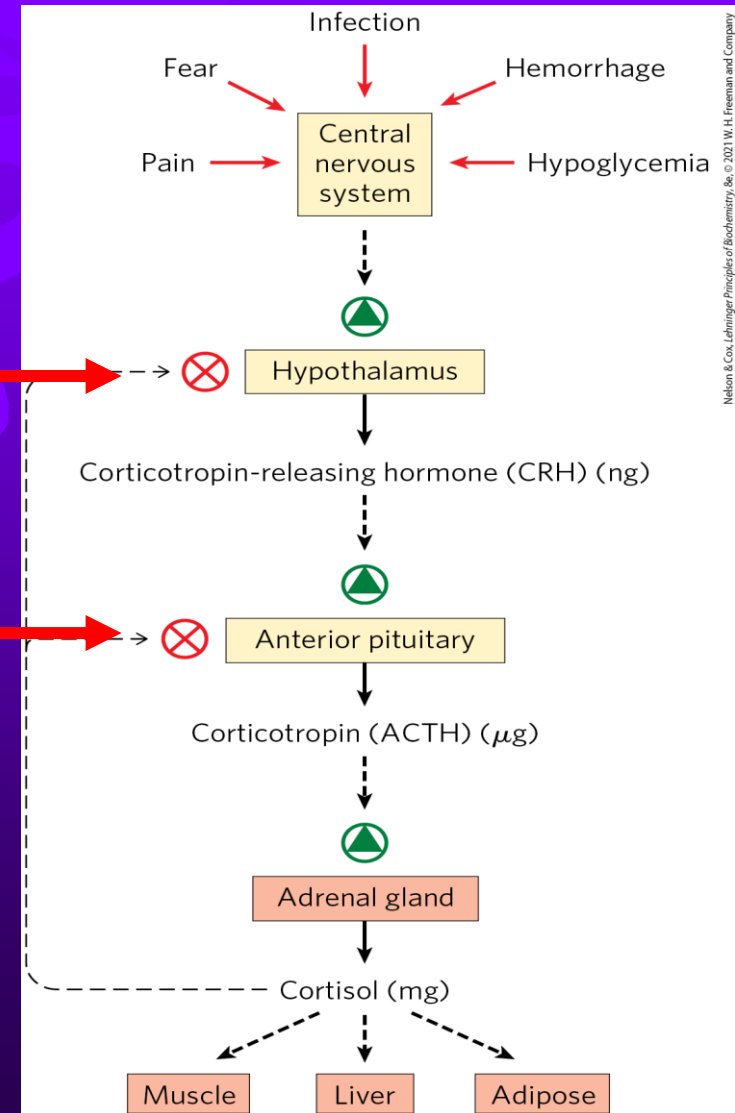 Infection
Fear
Hemorrhage
Pain
Central
nervous
system
Hypoglycemia
Hypothalamus
Corticotropin-releasing hormone (CRH) (ng)
Anterior pituitary
Corticotropin (ACTH) (μg)
Adrenal gland
Cortisol (mg)
Muscle
Liver
Adipose
Nelson & Cox, Lehninger Principles of Biochemistry, 8e, © 2021 W. H. Freeman and Company